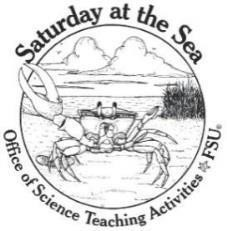 Saturday at the Sea
Office of Science Teaching Activities FSU®